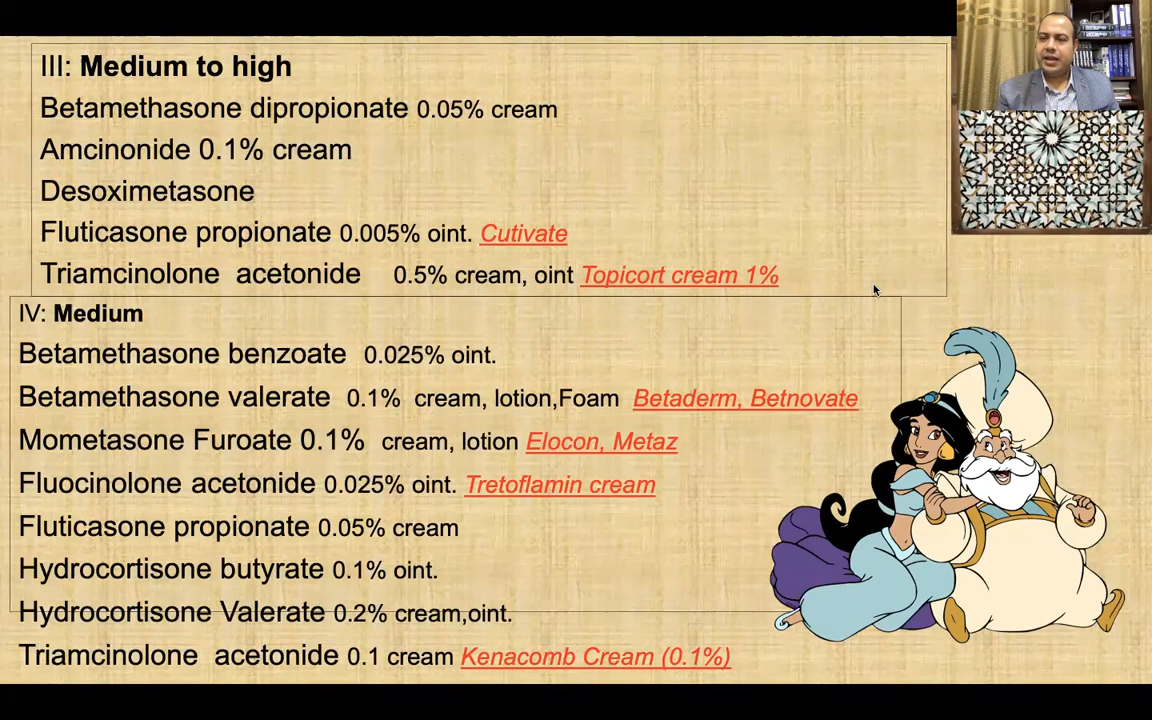 III: Medium to high
Betamethasone dipropionate 0.05% cream
Amcinonide 0.1% cream
Desoximetasone
Fluticasone propionate 0.005% oint. Cutivate
Triamcinolone acetonide 0.5% cream, oint Topicort cream 1%
IV: Medium
Betamethasone benzoate 0.025% oint.
Betamethasone valerate 0.1% cream, lotion,Foam Betaderm, Betnovate
Mometasone Furoate 0.1% cream, lotion Elocon, Metaz
Fluocinolone acetonide 0.025% oint. Tretoflamin cream
Fluticasone propionate 0.05% cream
Hydrocortisone butyrate 0.1% oint.
Hydrocortisone Valerate 0.2% cream,oint.
Triamcinolone acetonide 0.1 cream Kenacomb Cream (0.1%)